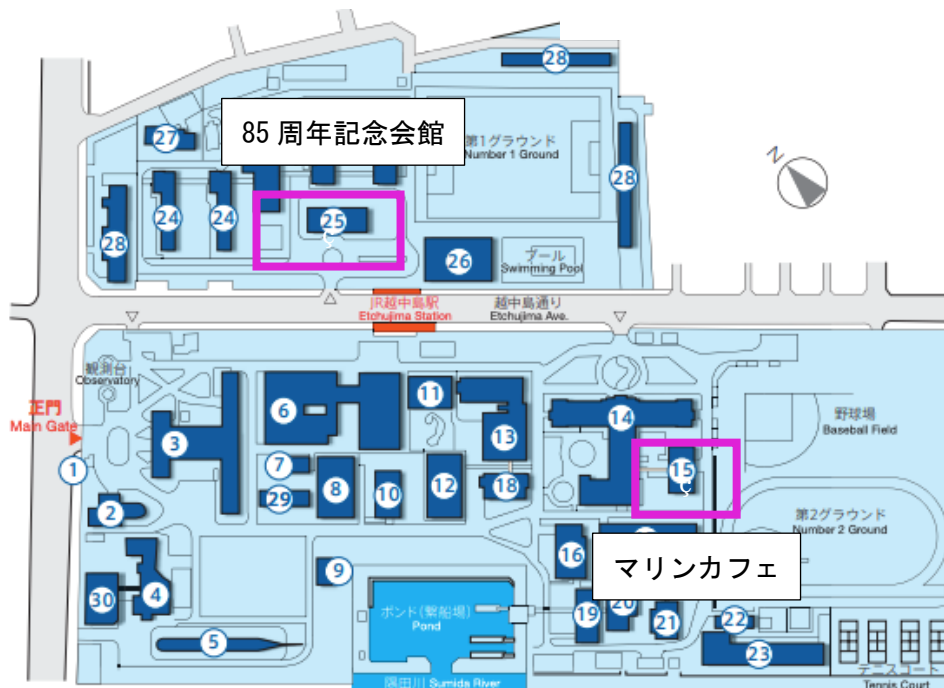 28
27
85 周年記念会館
第1グラウンド
Number 1 Ground
N
28
24
24
25
28
26
プール
Swimming Pool
JR越中島駅
Etchujima Station
越中島通り
Etchujima Ave.
観測台
Observatory
正門
Main Gate
1
3
6
11
13
14
野球場
Baseball Field
7
29
8
10
12
18
15
2
第2グラウンド
Number 2 Ground
16
マリンカフェ
30
4
9
ポンド(繋船場)
Pond
19
20
21
22
5
23
隅田川 Sumida River
テニスコート
Tennis Court